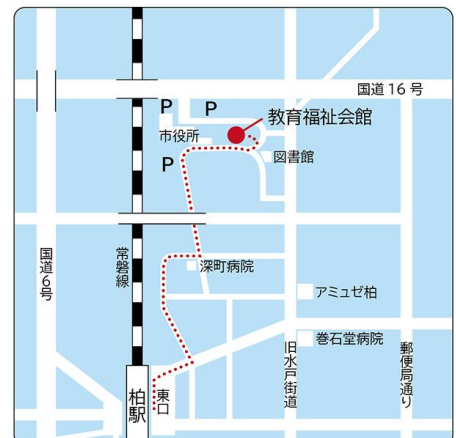 国道16号
P
P
教育福祉会館
市役所
図書館
P
国道6号
常磐線
深町病院
アミュゼ柏
巻石堂病院
旧水戸街道
郵便局通り
柏駅
東口